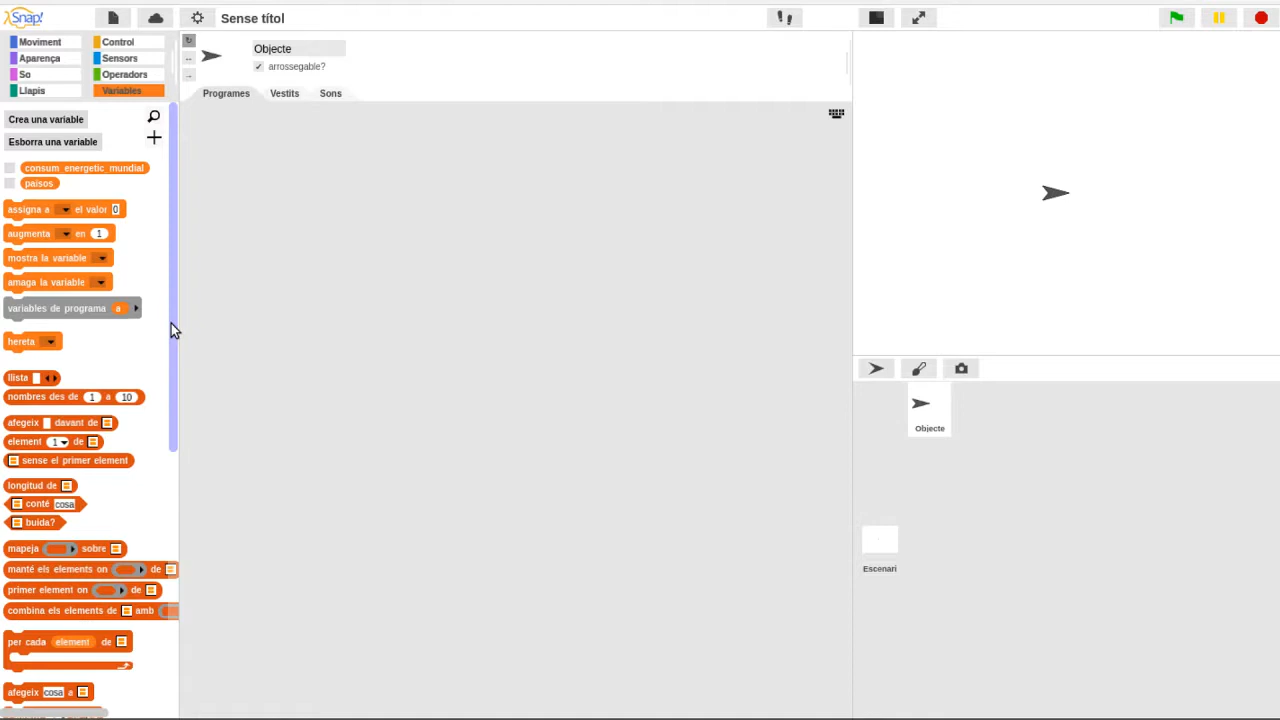 Snap!
Sense títol
Moviment
Control
Aparença
Sensors
So
Operadors
Llapis
Variables
Objecte
arrossegable?
Programes
Vestits
Sons
Crea una variable
Esborra una variable
consum_energetic_mundial
països
assigna a el valor 0
augmenta en 1
mostra la variable
amaga la variable
variables de programa a
hereta
llista
nombres des de 1 a 10
afegeix davant de
element 1 de
sense el primer element
longitud de
conté cosa
buida?
mapeja sobre
manté els elements on de
primer element on de
combina els elements de amb
per cada element de
afegeix cosa a
Objecte
Escenari